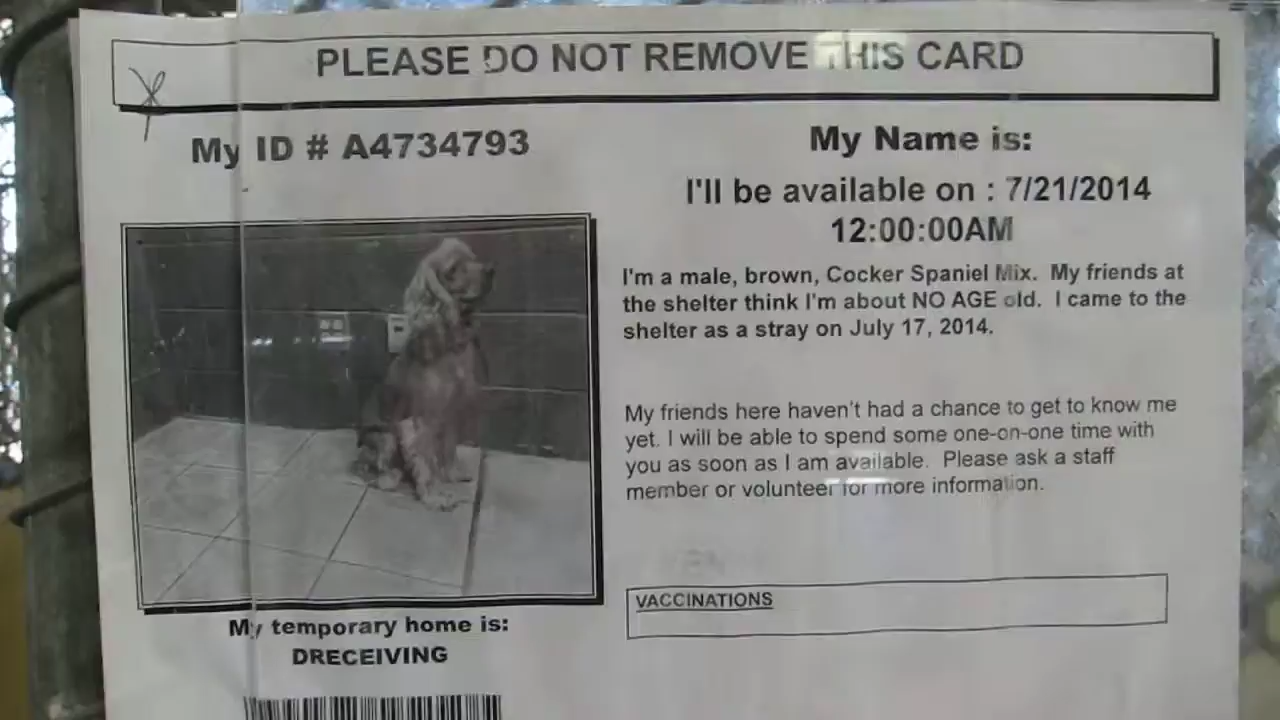 PLEASE DO NOT REMOVE THIS CARD
My ID # A4734793
My Name is:
I'll be available on : 7/21/2014
12:00:00AM
I'm a male, brown, Cocker Spaniel Mix. My friends at
the shelter think I'm about NO AGE old. I came to the
shelter as a stray on July 17, 2014.
My friends here haven't had a chance to get to know me
yet. I will be able to spend some one-on-one time with
you as soon as I am available. Please ask a staff
member or volunteer for more information.
VACCINATIONS
My temporary home is:
DRECEIVING